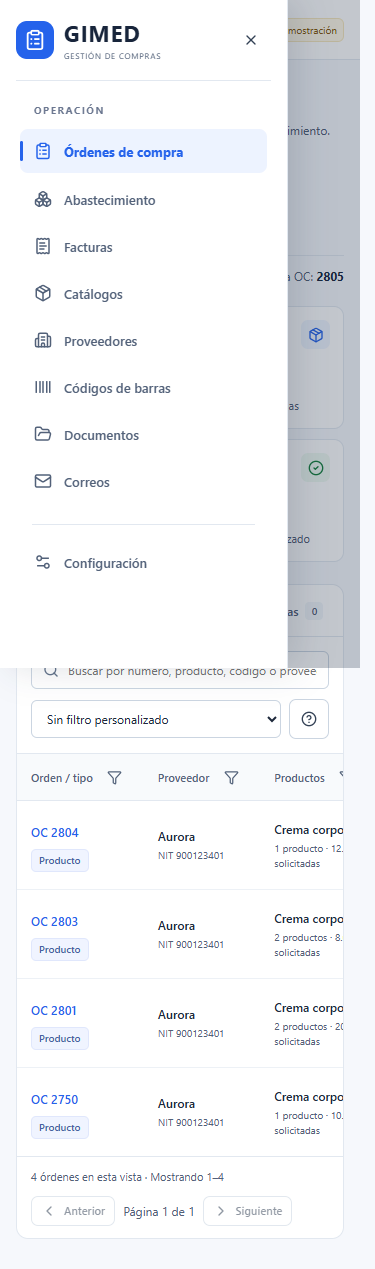 GIMED
GESTIÓN DE COMPRAS
mostración
OPERACIÓN
imiento.
Órdenes de compra
Abastecimiento
Facturas
a OC: 2805
Catálogos
Proveedores
Códigos de barras
as
Documentos
Correos
zado
Configuración
as 0
Buscar por número, producto, código o provee
Sin filtro personalizado
Orden / tipo Proveedor Productos
OC 2804 Aurora Crema corpo
Producto NIT 900123401 1 producto · 12.
solicitadas
OC 2803 Aurora Crema corpo
Producto NIT 900123401 2 productos · 8.
solicitadas
OC 2801 Aurora Crema corpo
Producto NIT 900123401 2 productos · 20
solicitadas
OC 2750 Aurora Crema corpo
Producto NIT 900123401 1 producto · 10.
solicitadas
4 órdenes en esta vista · Mostrando 1–4
Anterior Página 1 de 1 Siguiente